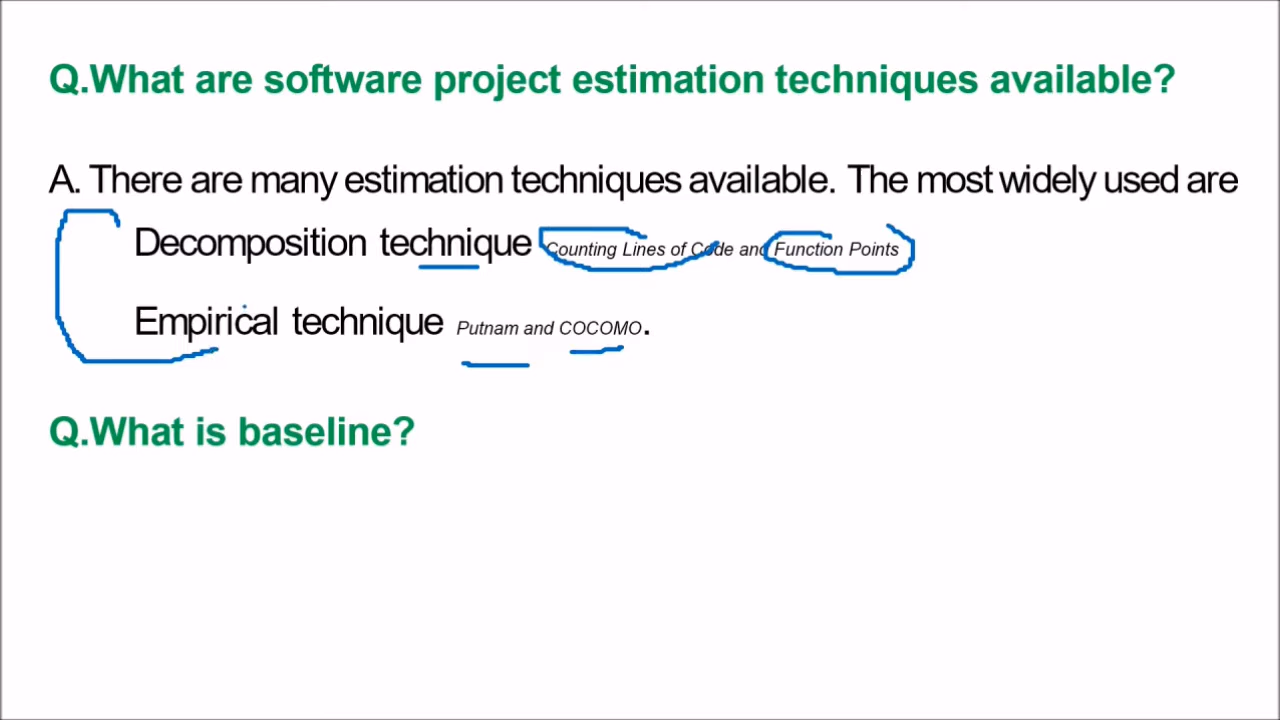 Q.What are software project estimation techniques available?
A. There are many estimation techniques available. The most widely used are
Decomposition technique Counting Lines of Code and Function Points
Empirical technique Putnam and COCOMO.
Q.What is baseline?